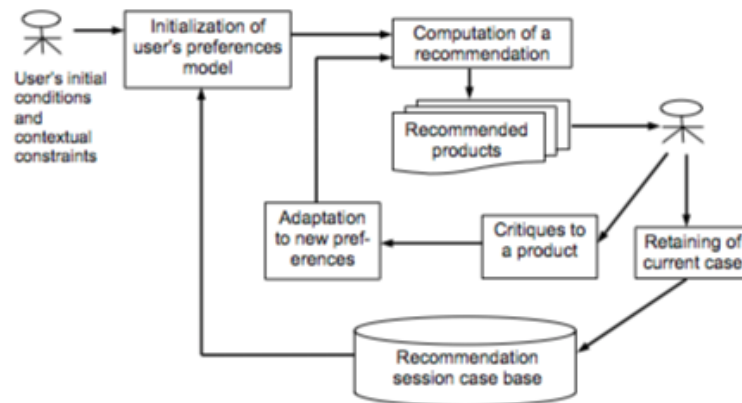 Initialization of
user's preferences
model
Computation of a
recommendation
User's initial
conditions
and
contextual
constraints
Recommended
products
Adaptation
to new pref-
erences
Critiques to
a product
Retaining of
current case
Recommendation
session case base